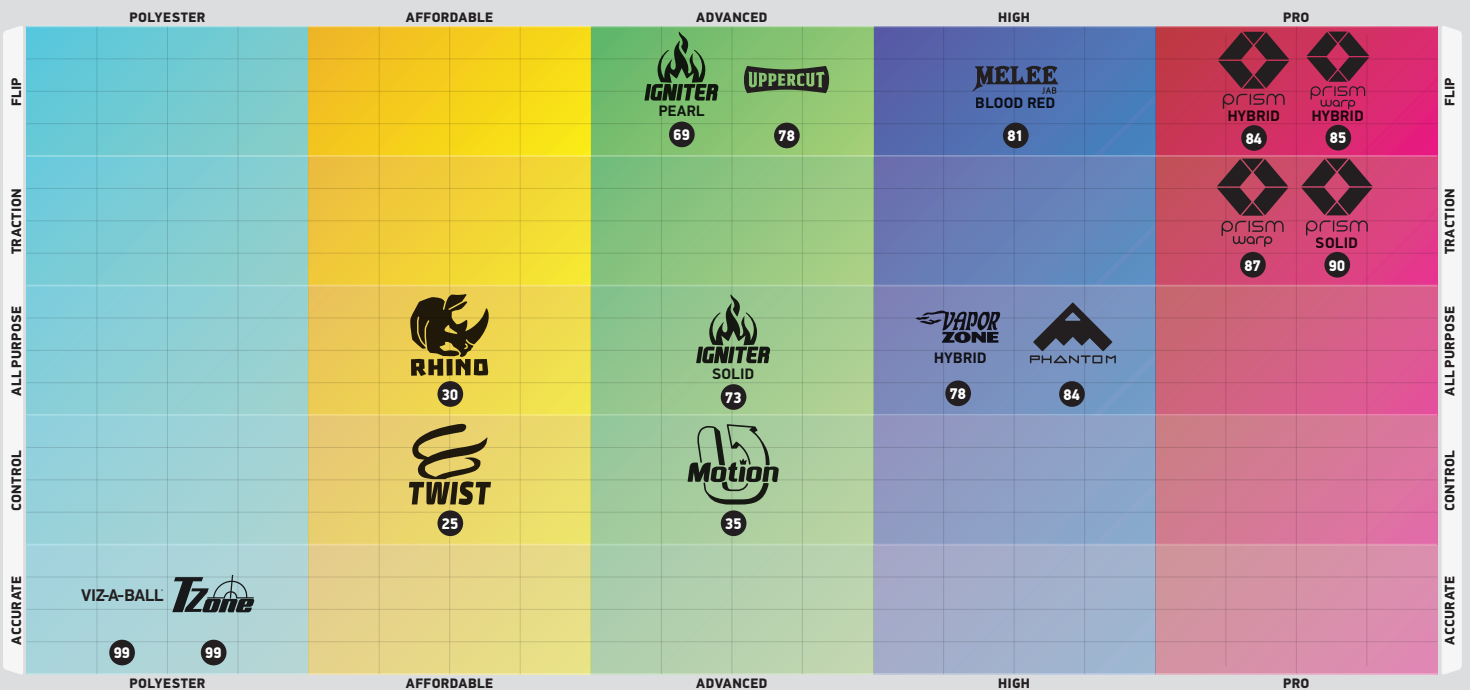 POLYESTER AFFORDABLE ADVANCED HIGH PRO
FLIP
IGNITER
PEARL
69
UPPERCUT
78
MELEE
JAB
BLOOD RED
81
prism
HYBRID
84
prism
warp
HYBRID
85
FLIP
TRACTION
prism
warp
87
prism
SOLID
90
TRACTION
ALL PURPOSE
RHINO
30
IGNITER
SOLID
73
VAPOR
ZONE
HYBRID
78
PHANTOM
84
ALL PURPOSE
CONTROL
TWIST
25
Motion
35
CONTROL
ACCURATE
VIZ-A-BALL
99
TZone
99
ACCURATE
POLYESTER AFFORDABLE ADVANCED HIGH PRO